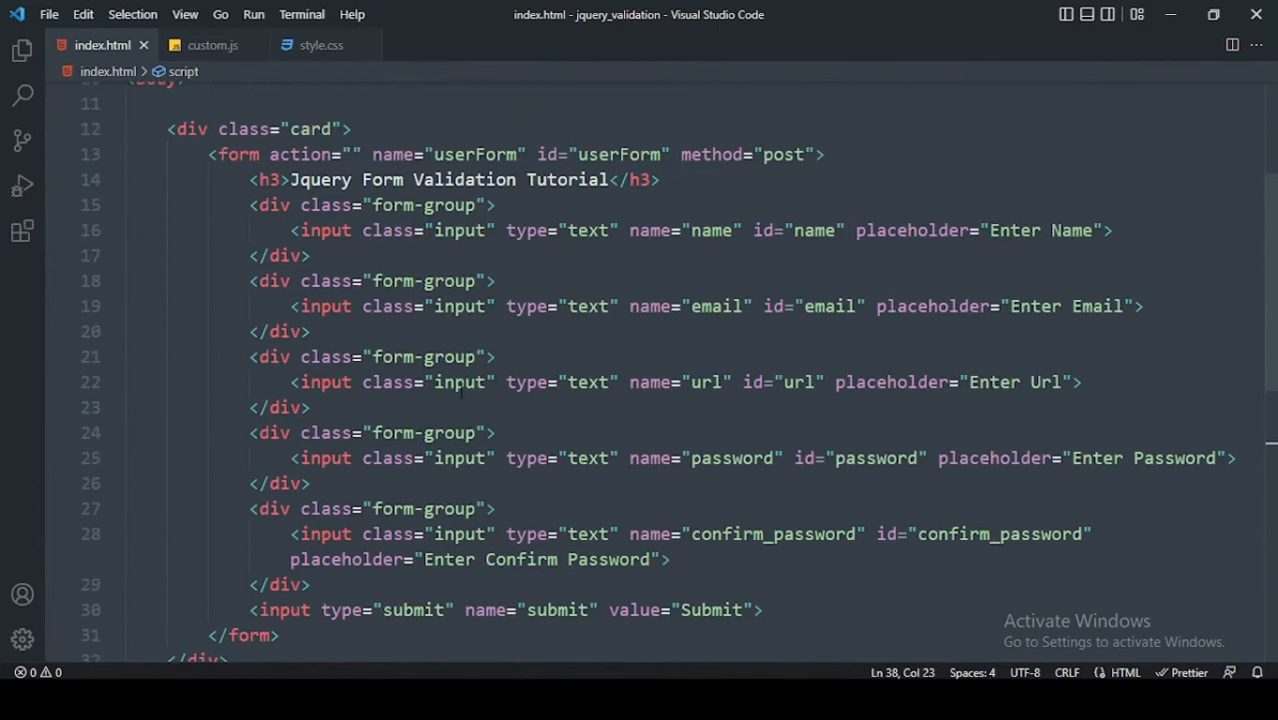 File Edit Selection View Go Run Terminal Help index.html - jquery_validation - Visual Studio Code
index.html custom.js style.css
index.html > script
<body>
11
12 <div class="card">
13 <form action="" name="userForm" id="userForm" method="post">
14 <h3>Jquery Form Validation Tutorial</h3>
15 <div class="form-group">
16 <input class="input" type="text" name="name" id="name" placeholder="Enter Name">
17 </div>
18 <div class="form-group">
19 <input class="input" type="text" name="email" id="email" placeholder="Enter Email">
20 </div>
21 <div class="form-group">
22 <input class="input" type="text" name="url" id="url" placeholder="Enter Url">
23 </div>
24 <div class="form-group">
25 <input class="input" type="text" name="password" id="password" placeholder="Enter Password">
26 </div>
27 <div class="form-group">
28 <input class="input" type="text" name="confirm_password" id="confirm_password"
placeholder="Enter Confirm Password">
29 </div>
30 <input type="submit" name="submit" value="Submit">
31 </form>
32 </div>
Activate Windows
Go to Settings to activate Windows.
0 0 Ln 38, Col 23 Spaces: 4 UTF-8 CRLF HTML Prettier